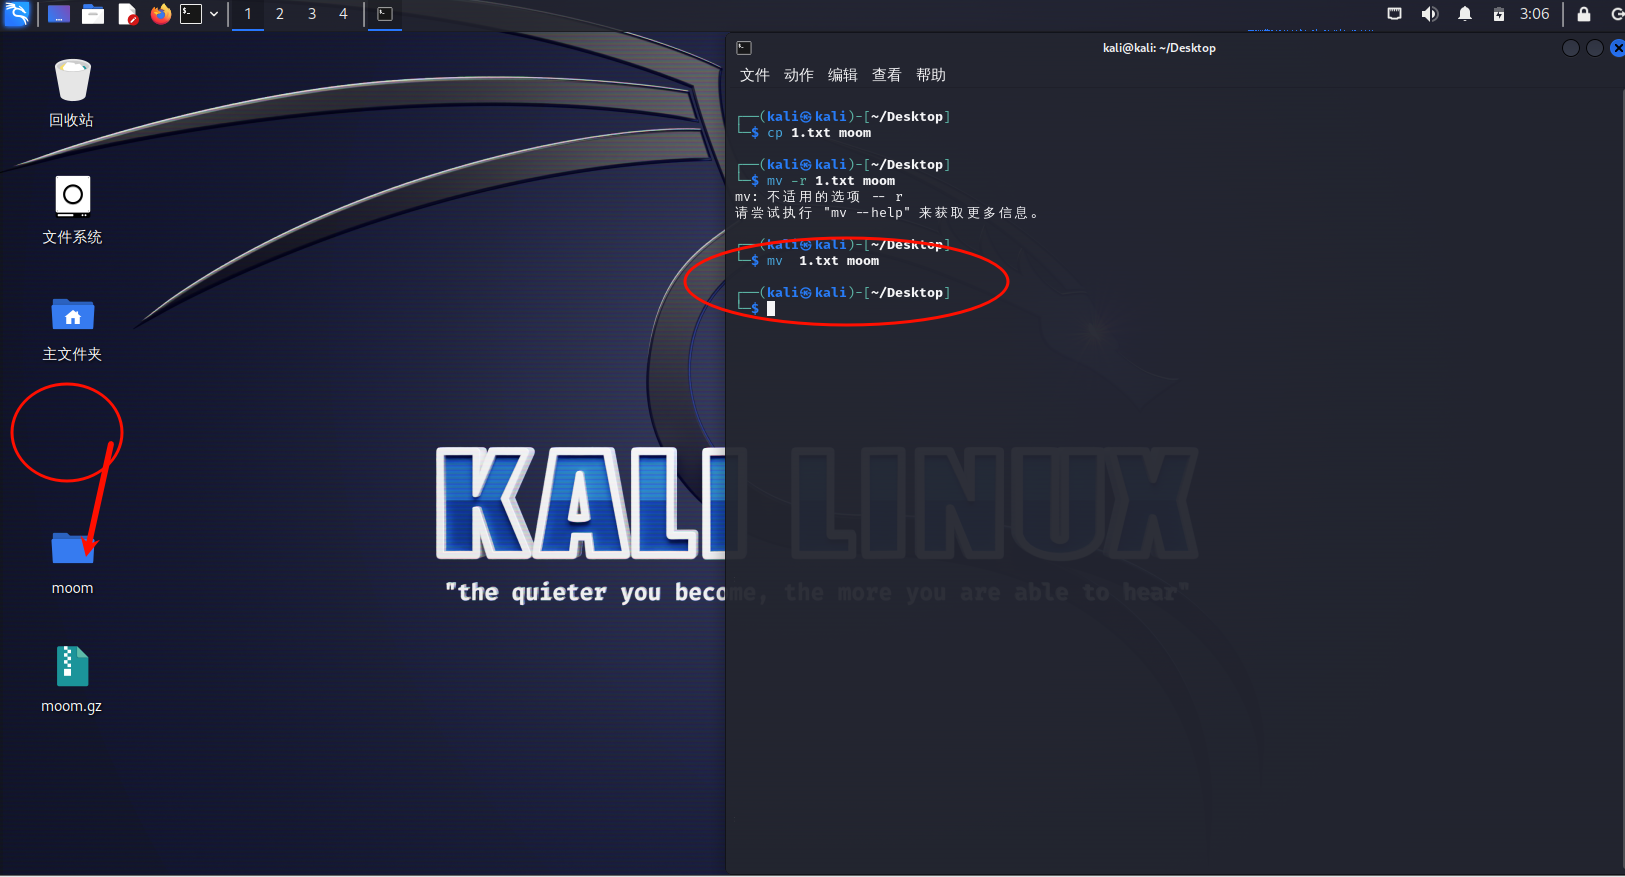 1 2 3 4
3:06
kali@kali: ~/Desktop
文件 动作 编辑 查看 帮助
回收站
文件系统
主文件夹
moom
moom.gz
┌──(kali㉿kali)-[~/Desktop]
└─$ cp 1.txt moom
┌──(kali㉿kali)-[~/Desktop]
└─$ mv -r 1.txt moom
mv: 不适用的选项 -- r
请尝试执行 "mv --help" 来获取更多信息。
┌──(kali㉿kali)-[~/Desktop]
└─$ mv  1.txt moom
┌──(kali㉿kali)-[~/Desktop]
└─$
KALI LINUX
"the quieter you become, the more you are able to hear"